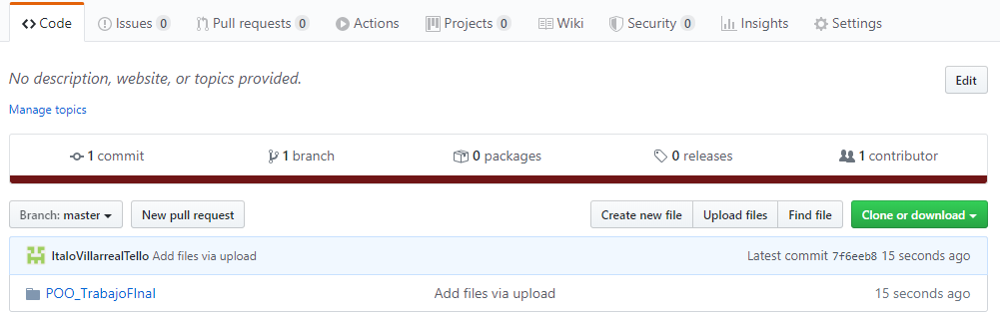 Code Issues 0 Pull requests 0 Actions Projects 0 Wiki Security 0 Insights Settings
No description, website, or topics provided. Edit
Manage topics
1 commit 1 branch 0 packages 0 releases 1 contributor
Branch: master New pull request Create new file Upload files Find file Clone or download
ItaloVillarrealTello Add files via upload Latest commit 7f6eeb8 15 seconds ago
POO_TrabajoFInal Add files via upload 15 seconds ago